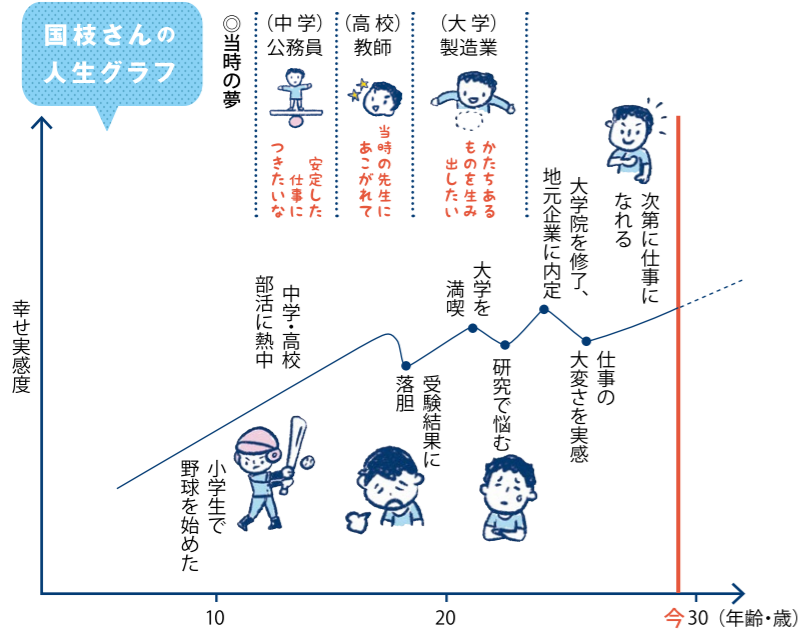 国枝さんの
人生グラフ
◎当時の夢
（中 学）
公務員
安定した
仕事に
つきたいな
（高 校）
教師
当時の先生に
あこがれて
（大 学）
製造業
かたちある
ものを生み
出したい
幸せ実感度
小学生で
野球を始めた
中学・高校
部活に熱中
受験結果に
落胆
大学を
満喫
研究で悩む
大学院を修了、
地元企業に内定
仕事の
大変さを実感
次第に仕事に
なれる
10
20
今
30（年齢・歳）